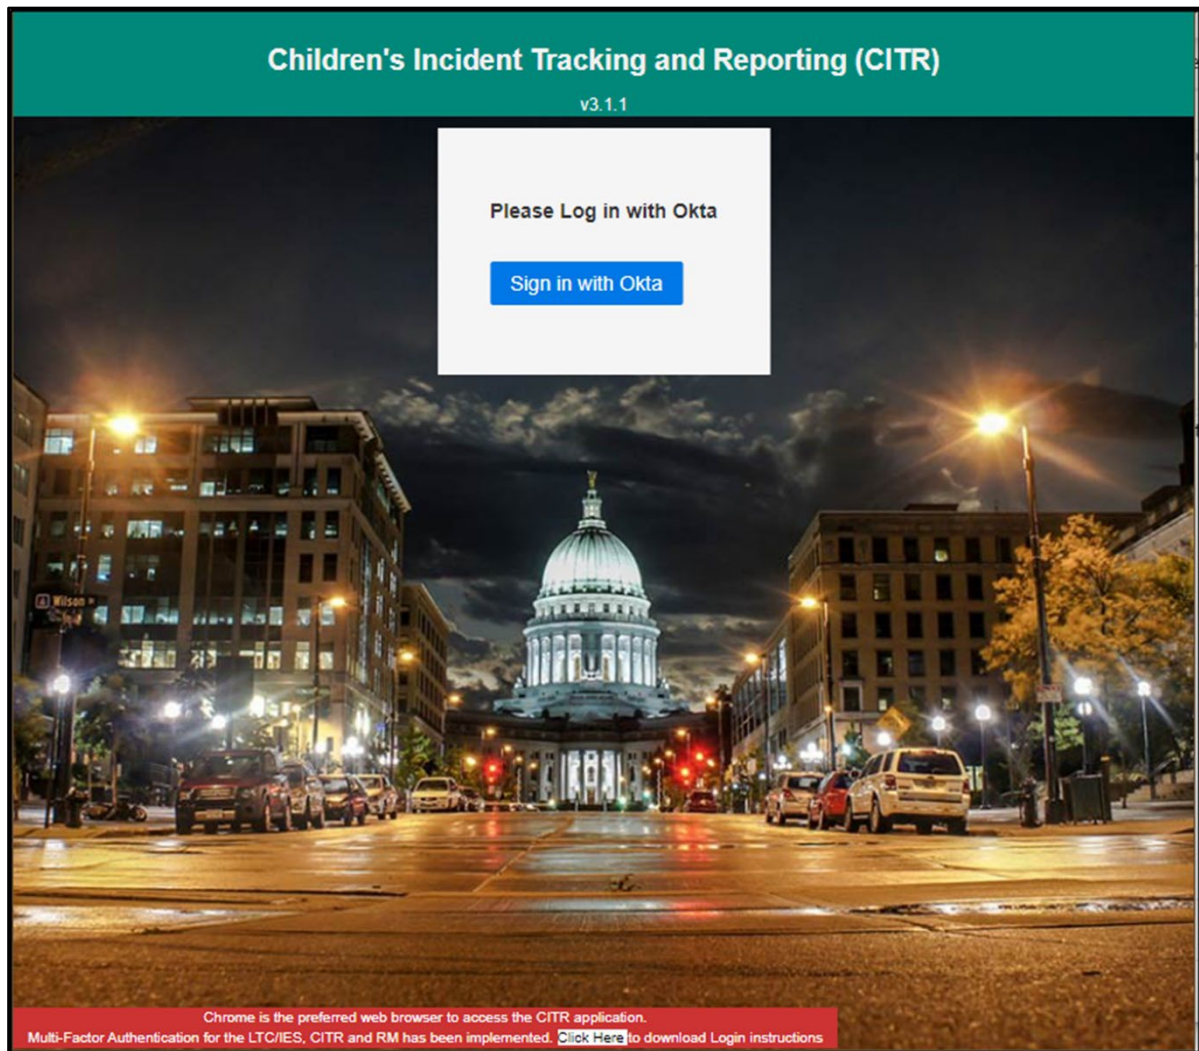 Children's Incident Tracking and Reporting (CITR)
v3.1.1
Please Log in with Okta
Sign in with Okta
Wilson
Chrome is the preferred web browser to access the CITR application.
Multi-Factor Authentication for the LTC/IES, CITR and RM has been implemented. Click Here to download Login instructions